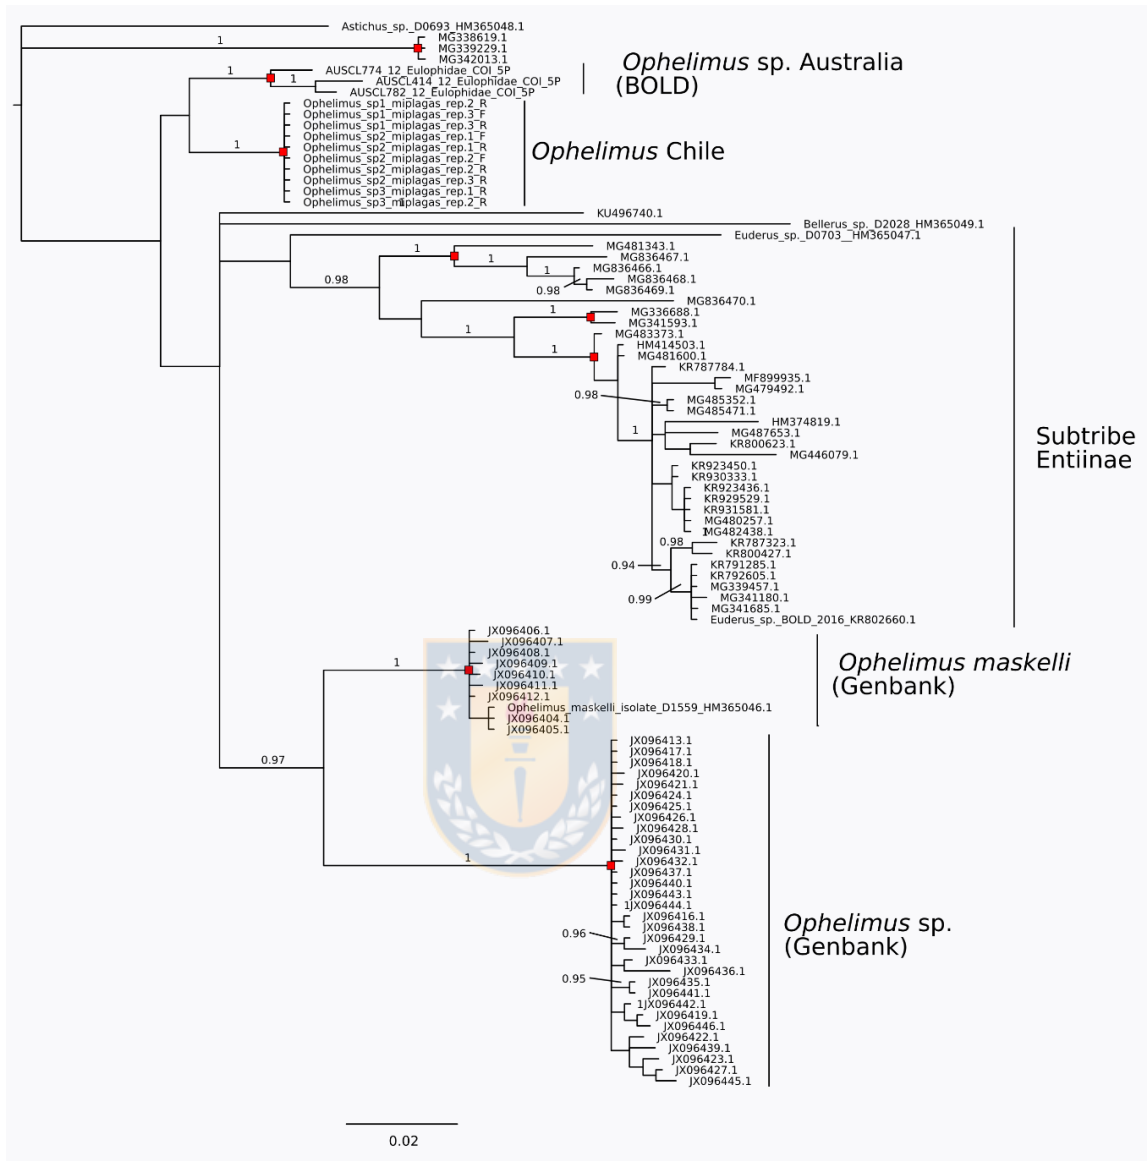 Astichus_sp._D0693_HM365048.1
1
MG338619.1
MG339229.1
MG342013.1
Ophelimus sp. Australia
(BOLD)
1
AUSCL774_12_Eulophidae_COI_5P
1
AUSCL414_12_Eulophidae_COI_5P
AUSCL782_12_Eulophidae_COI_5P
Ophelimus_sp1_miplagas_rep.2_R
Ophelimus_sp1_miplagas_rep.3_F
Ophelimus_sp1_miplagas_rep.3_R
Ophelimus_sp2_miplagas_rep.1_F
1
Ophelimus_sp2_miplagas_rep.1_R
Ophelimus Chile
Ophelimus_sp2_miplagas_rep.2_F
Ophelimus_sp2_miplagas_rep.2_R
Ophelimus_sp2_miplagas_rep.3_R
Ophelimus_sp3_miplagas_rep.1_R
Ophelimus_sp3_miplagas_rep.2_R
1
KU496740.1
Bellerus_sp._D2028_HM365049.1
Euderus_sp._D0703__HM365047.1
1
MG481343.1
1
MG836467.1
MG836466.1
1
0.98
MG836468.1
0.98
MG836469.1
MG836470.1
1
MG336688.1
MG341593.1
1
MG483373.1
HM414503.1
1
MG481600.1
KR787784.1
MF899935.1
MG479492.1
0.98
MG485352.1
MG485471.1
HM374819.1
1
MG487653.1
Subtribe
Entiinae
KR800623.1
MG446079.1
KR923450.1
KR930333.1
KR923436.1
KR929529.1
KR931581.1
MG480257.1
1
MG482438.1
0.98
KR787323.1
KR800427.1
0.94
KR791285.1
KR792605.1
MG339457.1
0.99
MG341180.1
MG341685.1
Euderus_sp._BOLD_2016_KR802660.1
JX096406.1
JX096407.1
JX096408.1
1
JX096409.1
Ophelimus maskelli
(Genbank)
JX096410.1
JX096411.1
JX096412.1
Ophelimus_maskelli_isolate_D1559_HM365046.1
JX096404.1
JX096405.1
0.97
JX096413.1
JX096417.1
JX096418.1
JX096420.1
JX096421.1
JX096424.1
JX096425.1
JX096426.1
JX096428.1
JX096430.1
JX096431.1
1
JX096432.1
JX096437.1
JX096440.1
JX096443.1
1JX096444.1
JX096416.1
Ophelimus sp.
(Genbank)
JX096438.1
0.96
JX096429.1
JX096434.1
JX096433.1
JX096436.1
0.95
JX096435.1
JX096441.1
1JX096442.1
JX096419.1
JX096446.1
JX096422.1
JX096439.1
JX096423.1
JX096427.1
JX096445.1
0.02